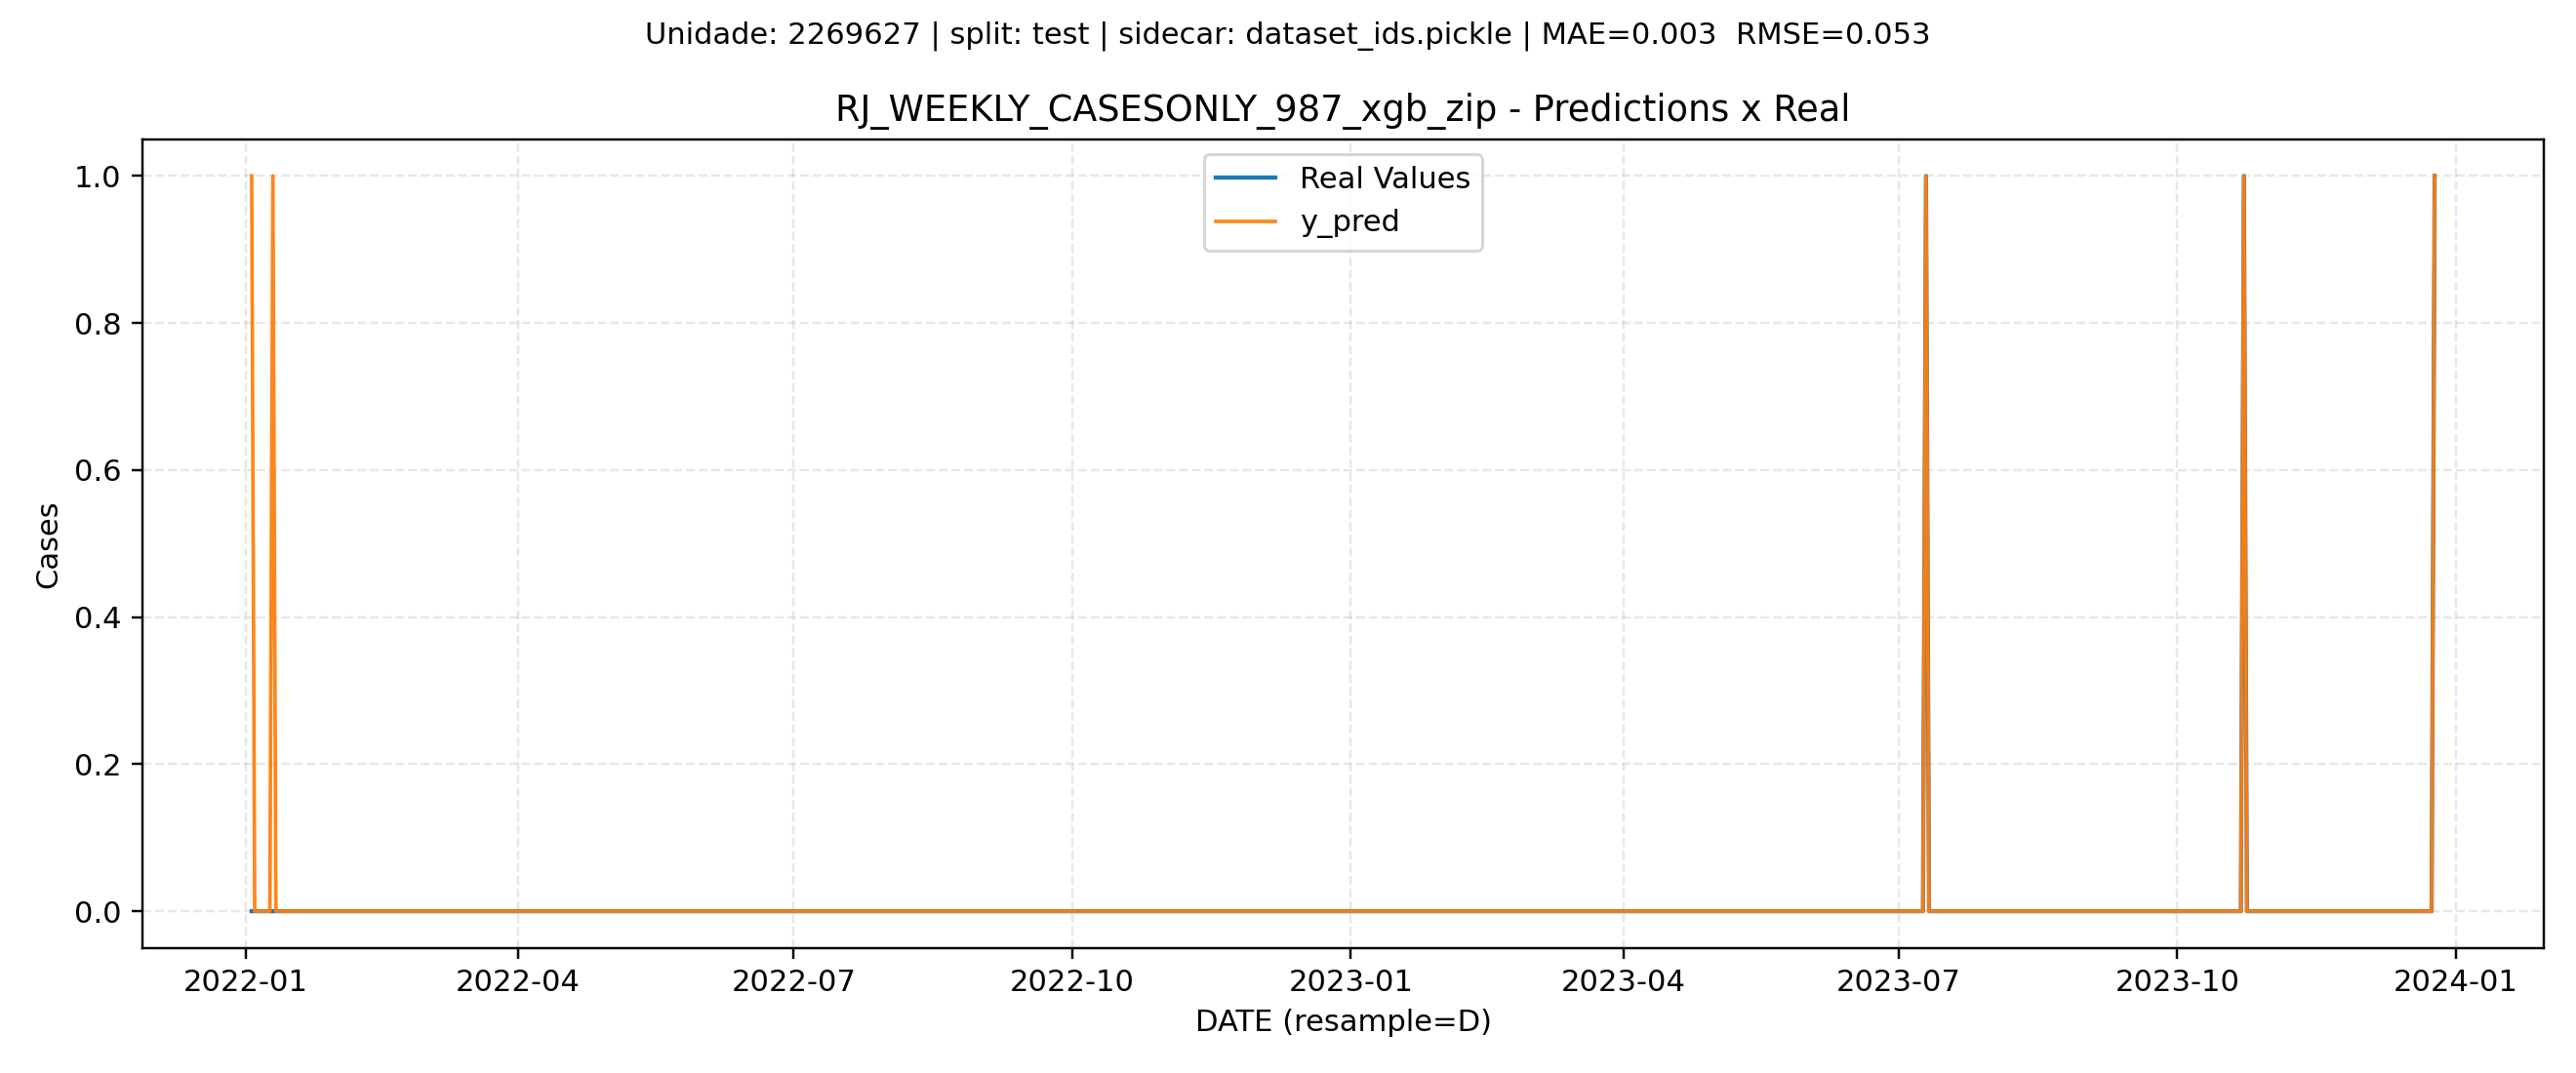 Unidade: 2269627 | split: test | sidecar: dataset_ids.pickle | MAE=0.003  RMSE=0.053
RJ_WEEKLY_CASESONLY_987_xgb_zip - Predictions x Real
Real Values
y_pred
Cases
1.0
0.8
0.6
0.4
0.2
0.0
2022-01
2022-04
2022-07
2022-10
2023-01
2023-04
2023-07
2023-10
2024-01
DATE (resample=D)